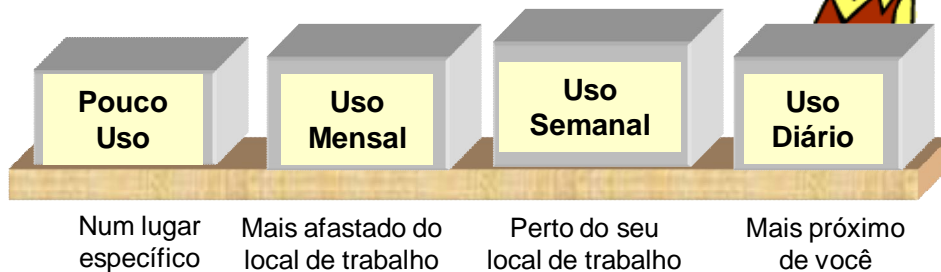 Pouco
Uso
Uso
Mensal
Uso
Semanal
Uso
Diário
Num lugar
específico
Mais afastado do
local de trabalho
Perto do seu
local de trabalho
Mais próximo
de você